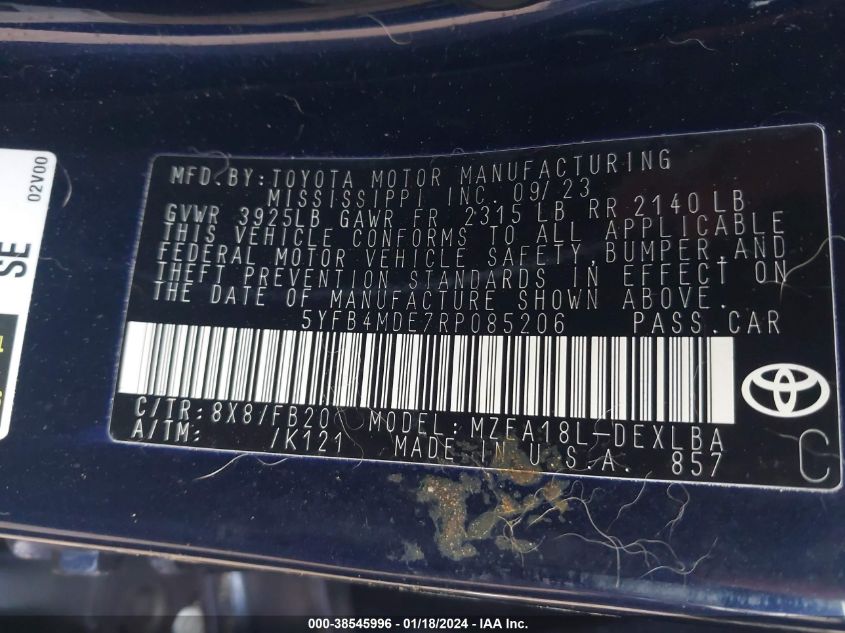 02V00
SE
MFD.BY:TOYOTA MOTOR MANUFACTURING
MISSISSIPPI INC. 09/23
GVWR 3925LB GAWR FR 2315 LB RR 2140 LB
THIS VEHICLE CONFORMS TO ALL APPLICABLE
FEDERAL MOTOR VEHICLE SAFETY,BUMPER,AND
THEFT PREVENTION STANDARDS IN EFFECT ON
THE DATE OF MANUFACTURE SHOWN ABOVE.
5YFB4MDE7RP085206 PASS.CAR
C/TR:8X8/FB20 MODEL:MZEA18L-DEXLBA
A/TM: /K121 MADE IN U.S.A. 857
C
000-38545996 - 01/18/2024 - IAA Inc.